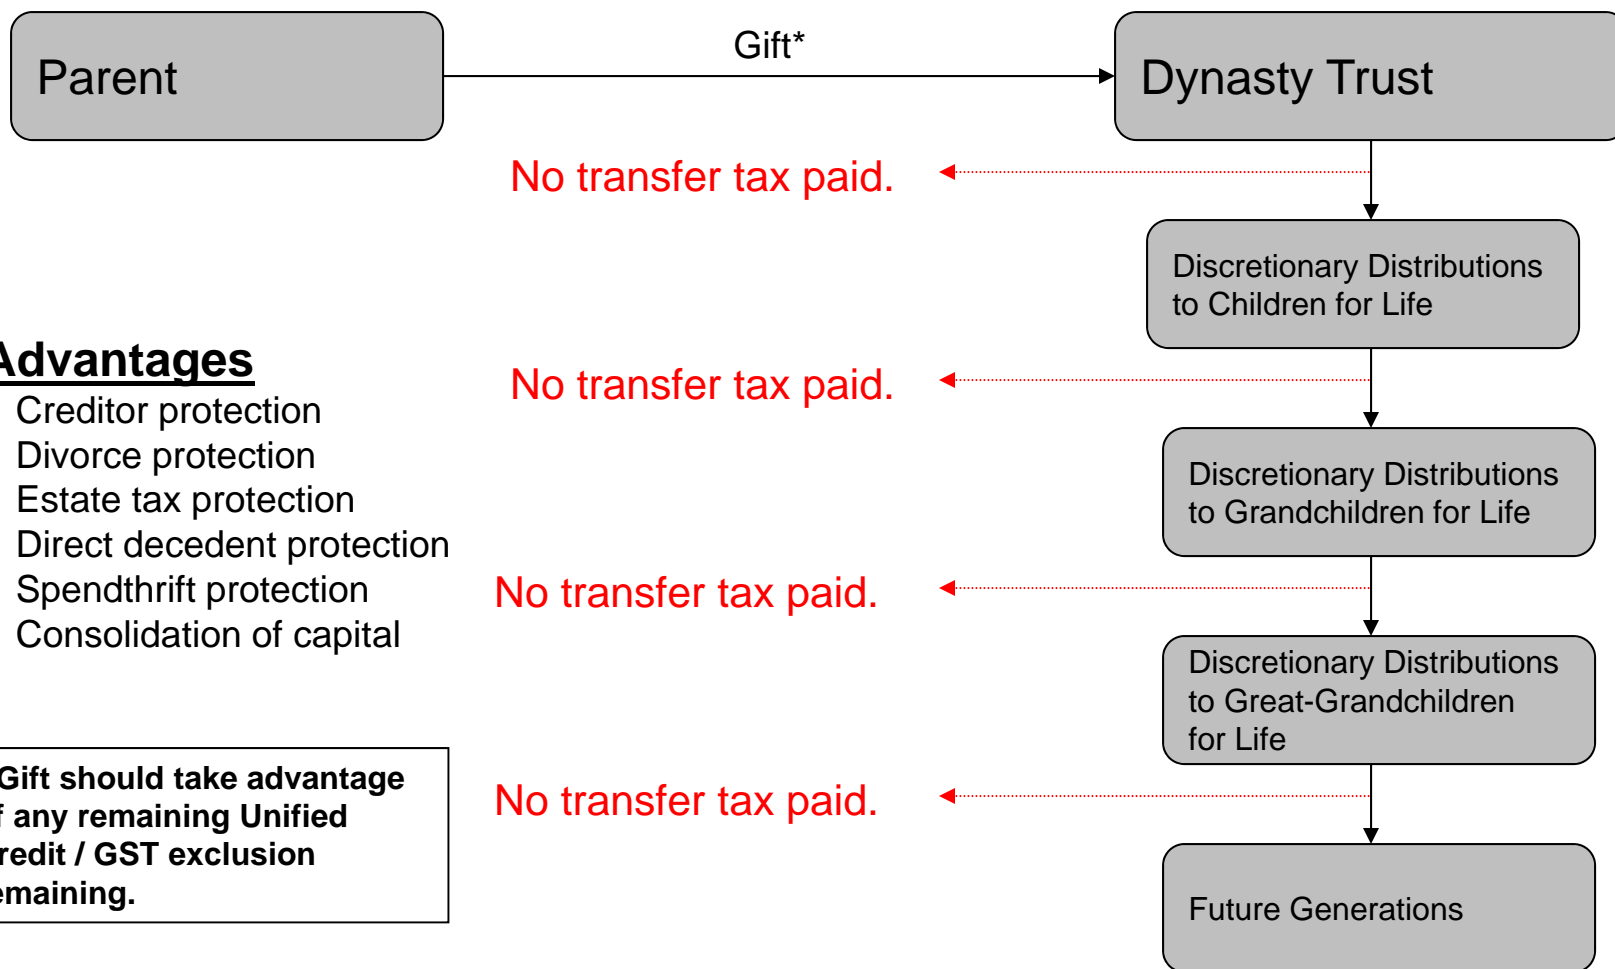 Parent
Gift*
Dynasty Trust
No transfer tax paid.
Discretionary Distributions
to Children for Life
No transfer tax paid.
Advantages
Creditor protection
Divorce protection
Estate tax protection
Direct decedent protection
Spendthrift protection
Consolidation of capital
Discretionary Distributions
to Grandchildren for Life
No transfer tax paid.
Discretionary Distributions
to Great-Grandchildren
for Life
Gift should take advantage
f any remaining Unified
redit / GST exclusion
emaining.
No transfer tax paid.
Future Generations